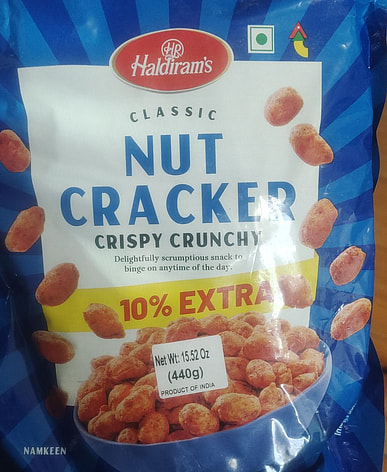 HR
Haldiram's
CLASSIC
NUT
CRACKER
CRISPY CRUNCHY
Delightfully scrumptious snack to
binge on anytime of the day.
10% EXTRA
Net Wt: 15.52 Oz
(440g)
PRODUCT OF INDIA
NAMKEEN